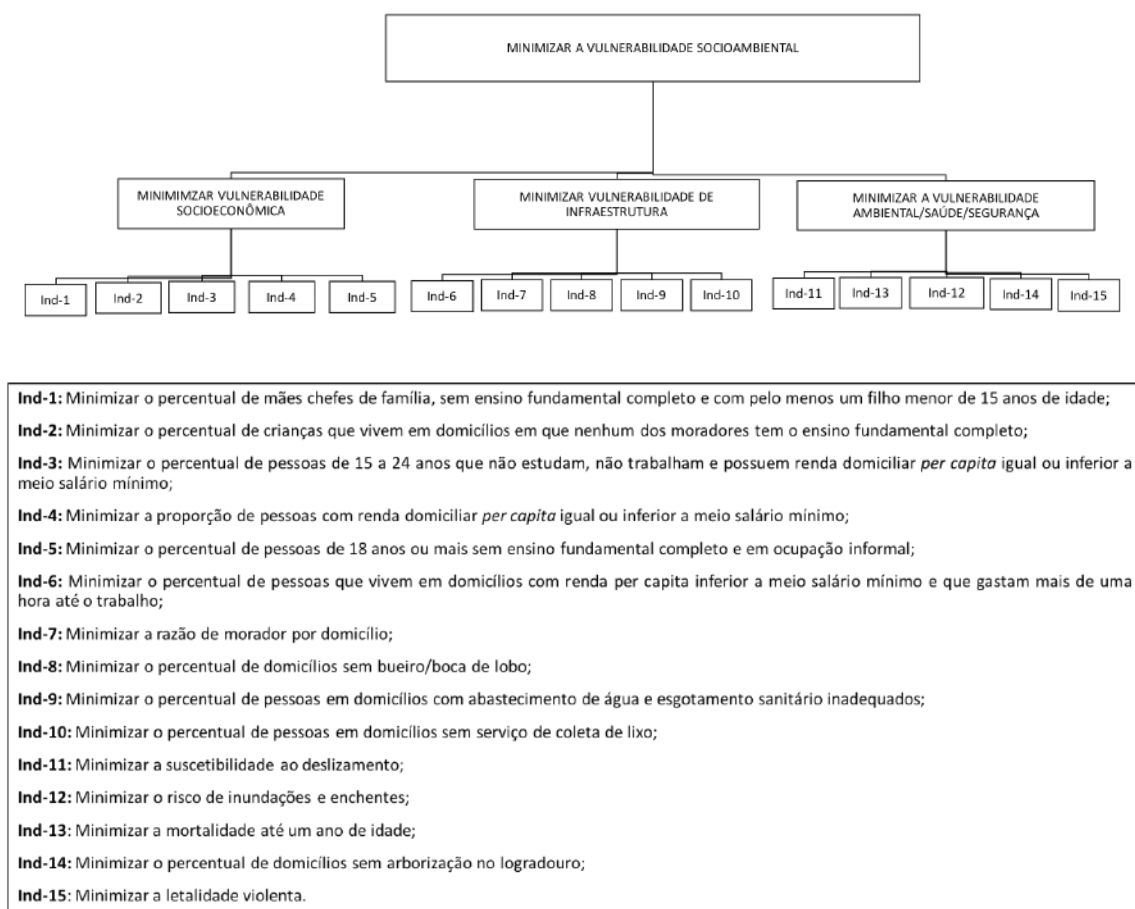 MINIMIZAR A VULNERABILIDADE SOCIOAMBIENTAL
MINIMIMZAR VULNERABILIDADE
SOCIOECONÔMICA
MINIMIZAR VULNERABILIDADE DE
INFRAESTRUTURA
MINIMIZAR A VULNERABILIDADE
AMBIENTAL/SAÚDE/SEGURANÇA
Ind-1
Ind-2
Ind-3
Ind-4
Ind-5
Ind-6
Ind-7
Ind-8
Ind-9
Ind-10
Ind-11
Ind-13
Ind-12
Ind-14
Ind-15
Ind-1: Minimizar o percentual de mães chefes de família, sem ensino fundamental completo e com pelo menos um filho menor de 15 anos de idade;
Ind-2: Minimizar o percentual de crianças que vivem em domicílios em que nenhum dos moradores tem o ensino fundamental completo;
Ind-3: Minimizar o percentual de pessoas de 15 a 24 anos que não estudam, não trabalham e possuem renda domiciliar per capita igual ou inferior a
meio salário mínimo;
Ind-4: Minimizar a proporção de pessoas com renda domiciliar per capita igual ou inferior a meio salário mínimo;
Ind-5: Minimizar o percentual de pessoas de 18 anos ou mais sem ensino fundamental completo e em ocupação informal;
Ind-6: Minimizar o percentual de pessoas que vivem em domicílios com renda per capita inferior a meio salário mínimo e que gastam mais de uma
hora até o trabalho;
Ind-7: Minimizar a razão de morador por domicílio;
Ind-8: Minimizar o percentual de domicílios sem bueiro/boca de lobo;
Ind-9: Minimizar o percentual de pessoas em domicílios com abastecimento de água e esgotamento sanitário inadequados;
Ind-10: Minimizar o percentual de pessoas em domicílios sem serviço de coleta de lixo;
Ind-11: Minimizar a suscetibilidade ao deslizamento;
Ind-12: Minimizar o risco de inundações e enchentes;
Ind-13: Minimizar a mortalidade até um ano de idade;
Ind-14: Minimizar o percentual de domicílios sem arborização no logradouro;
Ind-15: Minimizar a letalidade violenta.